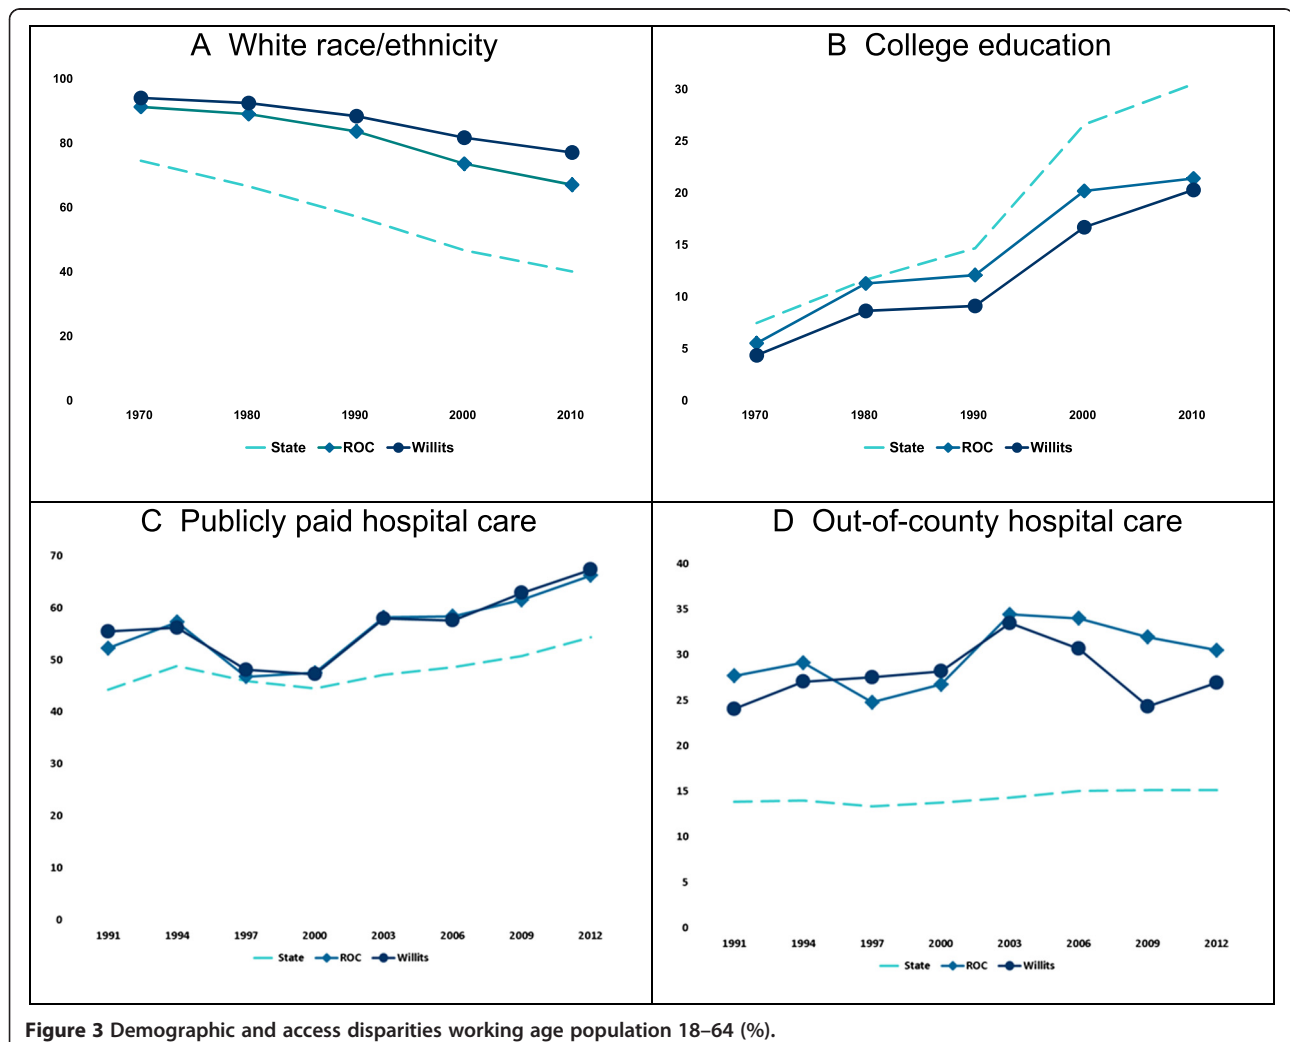 A White race/ethnicity
100
80
60
40
20
0
1970 1980 1990 2000 2010
State ROC Willits
B College education
30
25
20
15
10
5
0
1970 1980 1990 2000 2010
State ROC Willits
C Publicly paid hospital care
70
60
50
40
30
20
10
0
1991 1994 1997 2000 2003 2006 2009 2012
State ROC Willits
D Out-of-county hospital care
40
35
30
25
20
15
10
5
0
1991 1994 1997 2000 2003 2006 2009 2012
State ROC Willits
Figure 3 Demographic and access disparities working age population 18–64 (%).